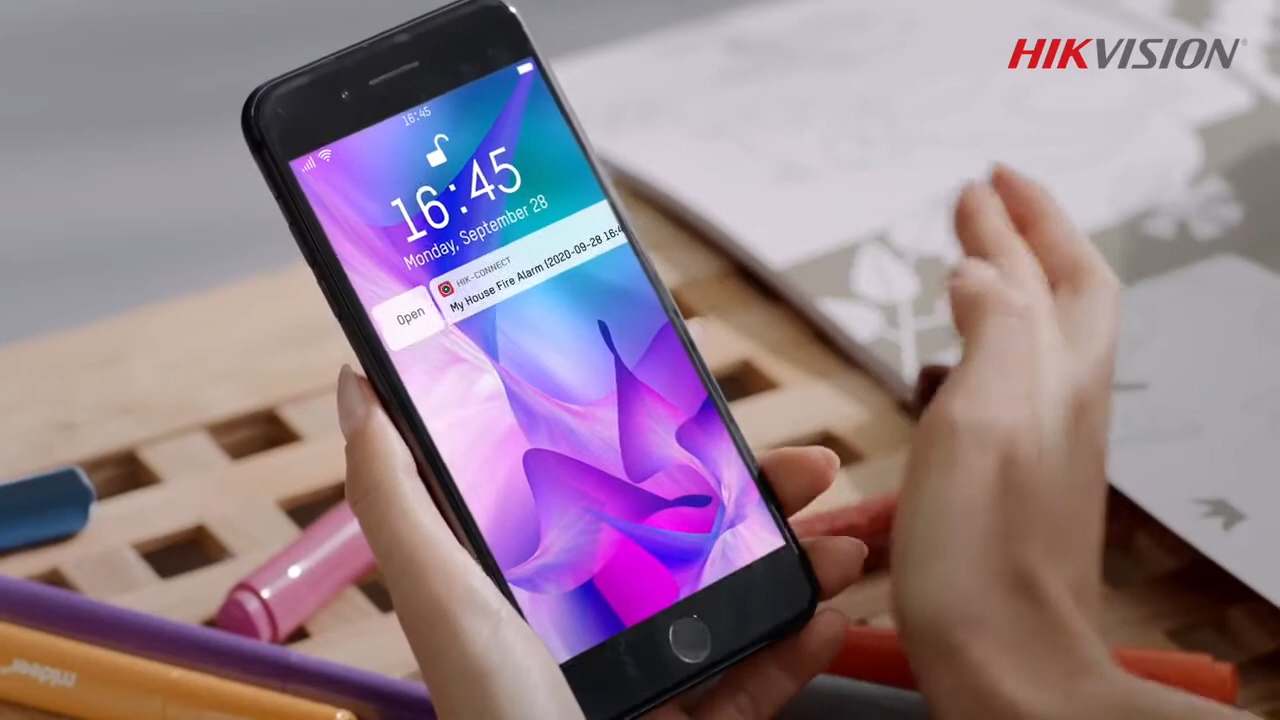 HIKVISION
16:45
16:45
Monday, September 28
HIK-CONNECT
My House Fire Alarm (2020-09-28 16:4
Open
mideer